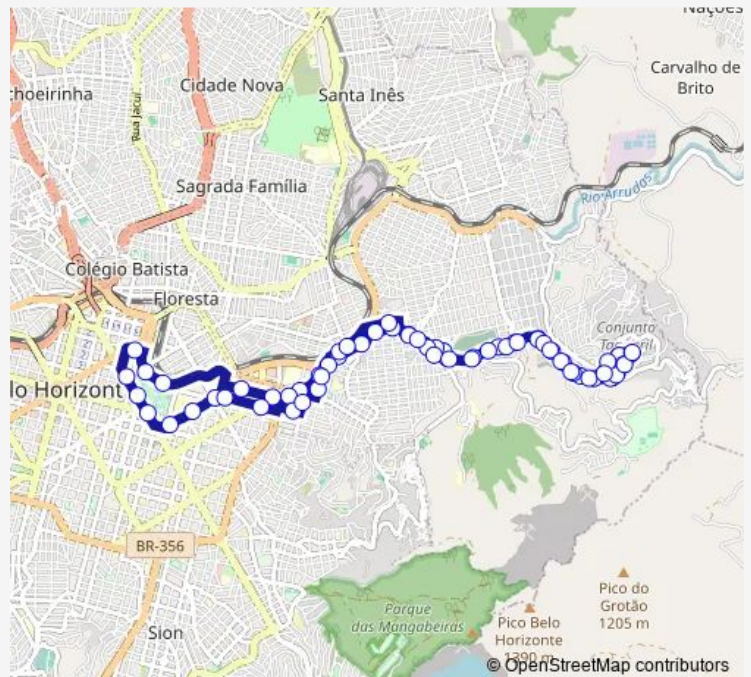 Nações
Carvalho de
Brito
Cidade Nova
Santa Inês
choeirinha
Rua Jacuí
Sagrada Família
Rio Arrudas
Colégio Batista
Floresta
Conjunto
lo Horizont
BR-356
Pico do
Grotão
1205 m
Parque
das Mangabeiras
Pico Belo
Horizonte
1390 m
Sion
© OpenStreetMap contributors